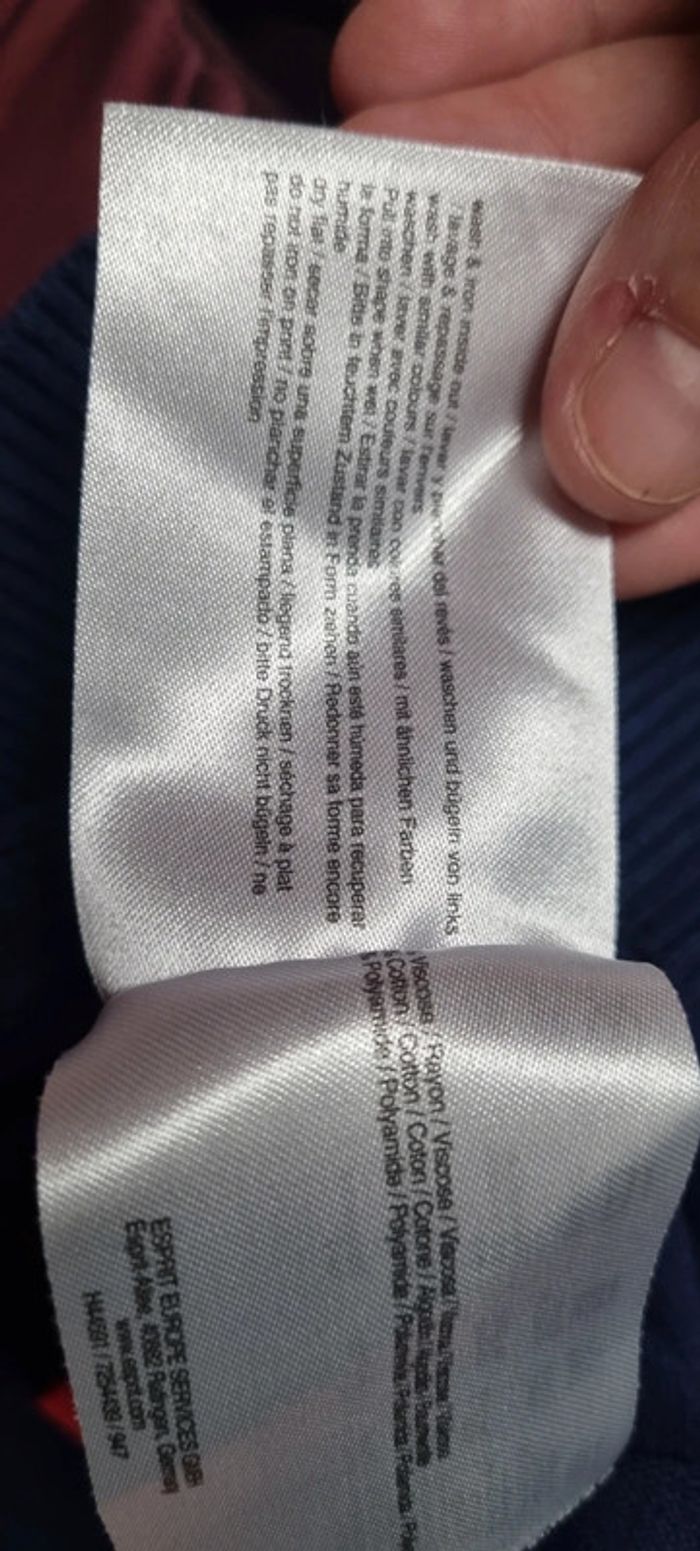 wash & iron inside out / lavar y planchar del revés / waschen und bügeln von links
/ lavage & repassage sur l'envers
wash with similar colours / lavar con colores similares / mit ähnlichen Farben
waschen / laver avec couleurs similaires
Put into shape when wet / Estirar la prenda cuando aún esté húmeda para recuperar
la forma / Bitte in feuchtem Zustand in Form ziehen / Redonner sa forme encore
humide
dry flat / secar sobre una superficie plana / liegend trocknen / séchage à plat
do not iron on print / no planchar el estampado / bitte Druck nicht bügeln / ne
pas repasser l'impression
Viscose / Rayon / Viscose / Viscosa
Cotton / Cotton / Coton / Cotone / Algodón
Polyamide / Polyamide / Polyamide
ESPRIT EUROPE SERVICES GMBH
Esprit-Allee, 40882 Ratingen, Germany
www.esprit.com